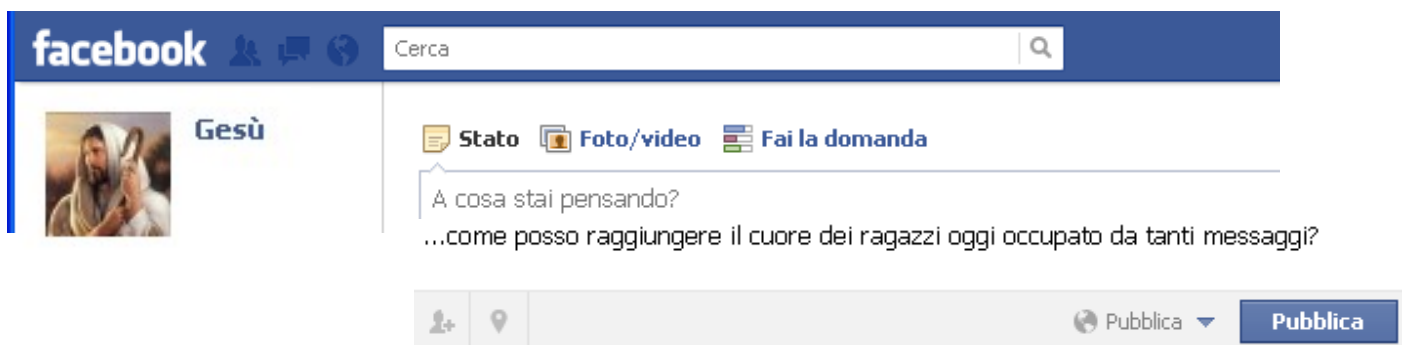 facebook
Cerca
Gesù
Stato Foto/video Fai la domanda
A cosa stai pensando?
...come posso raggiungere il cuore dei ragazzi oggi occupato da tanti messaggi?
Pubblica Pubblica